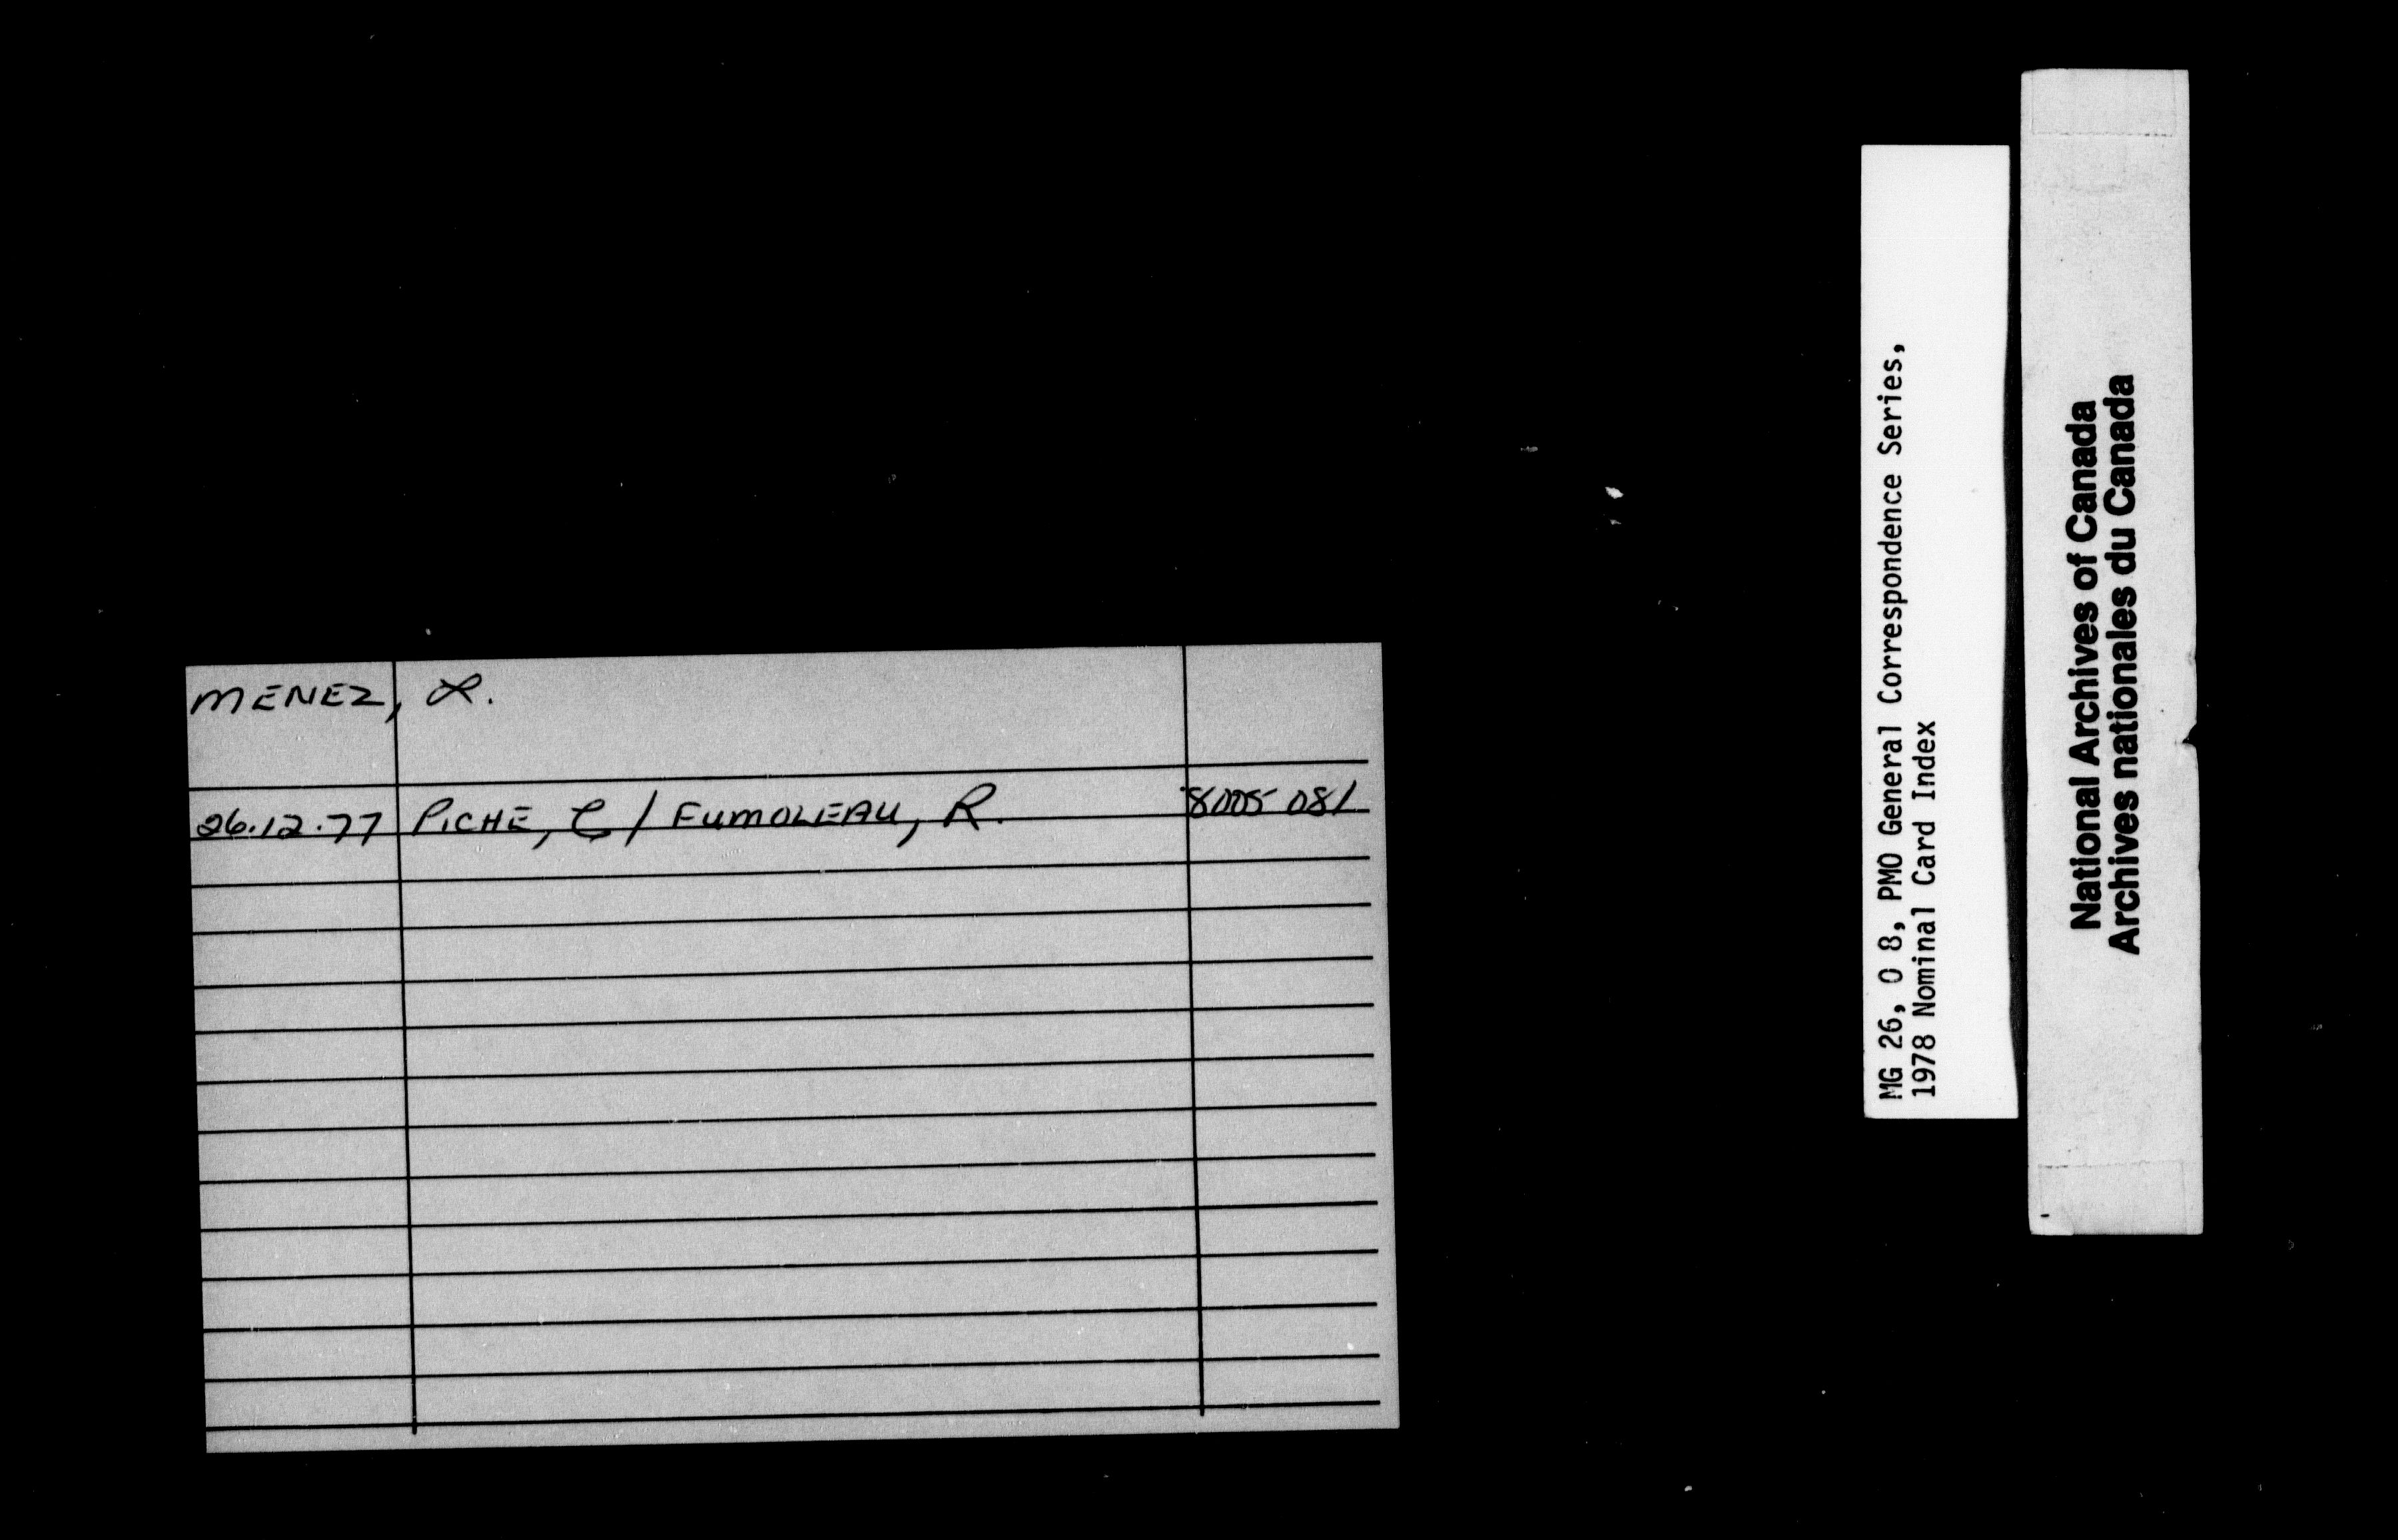 MENEZ, L.
26.12.77 PICHE, C / FUMOLEAU, R. 8005 081
MG 26, O 8, PMO General Correspondence Series,
1978 Nominal Card Index
National Archives of Canada
Archives nationales du Canada